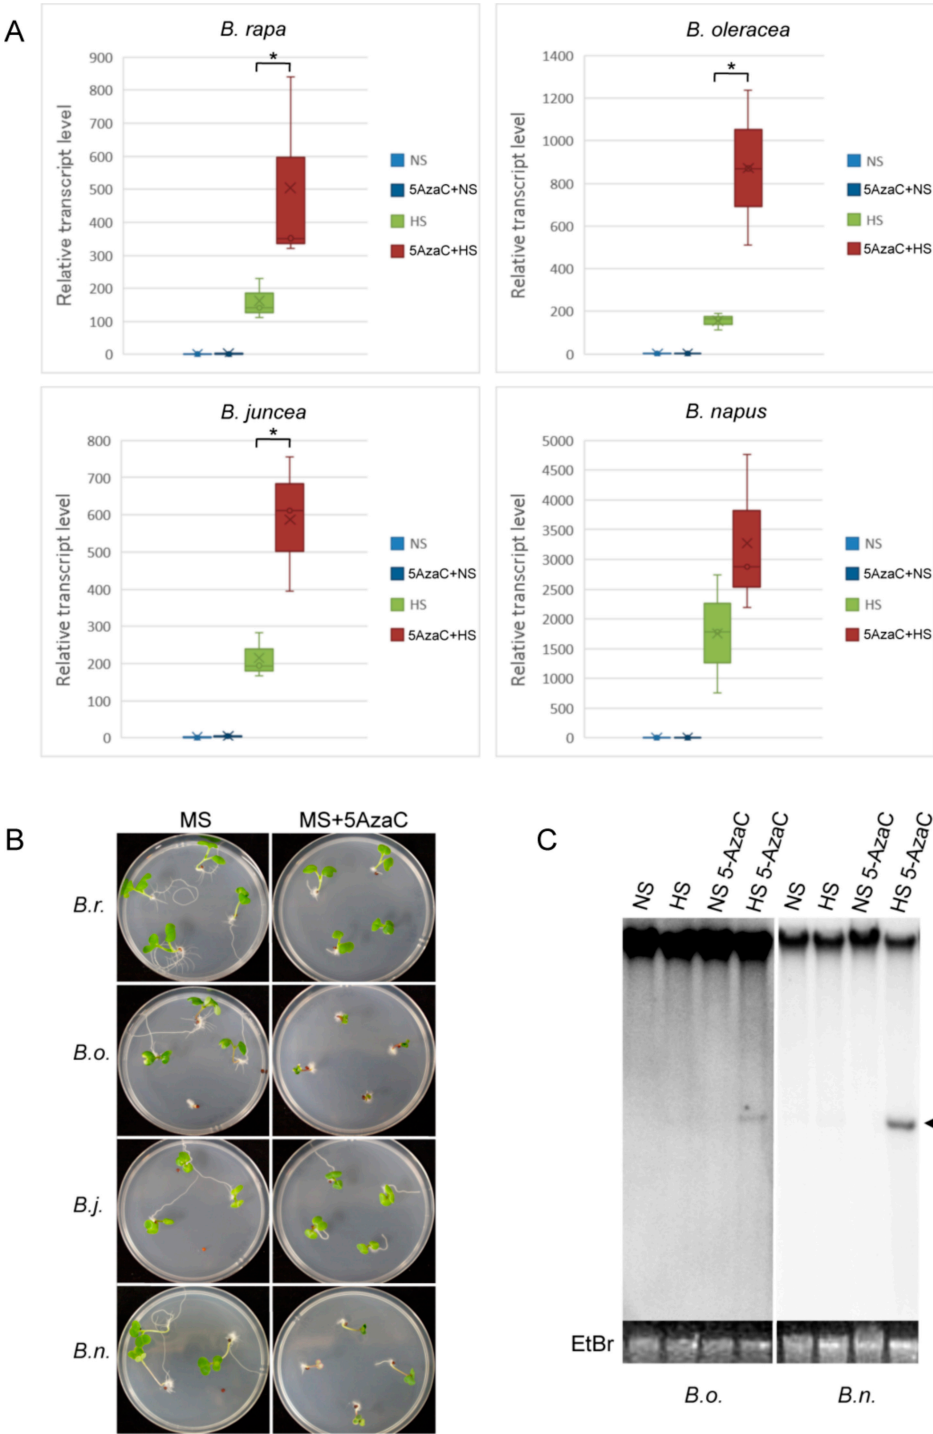 A
B. rapa
Relative transcript level
900
800
700
600
500
400
300
200
100
0
*
NS
5AzaC+NS
HS
5AzaC+HS
B. oleracea
Relative transcript level
1400
1200
1000
800
600
400
200
0
*
NS
5AzaC+NS
HS
5AzaC+HS
B. juncea
Relative transcript level
800
700
600
500
400
300
200
100
0
*
NS
5AzaC+NS
HS
5AzaC+HS
B. napus
Relative transcript level
5000
4500
4000
3500
3000
2500
2000
1500
1000
500
0
NS
5AzaC+NS
HS
5AzaC+HS
B
MS MS+5AzaC
B.r.
B.o.
B.j.
B.n.
C
NS HS NS 5-AzaC HS 5-AzaC NS HS NS 5-AzaC HS 5-AzaC
EtBr
B.o. B.n.